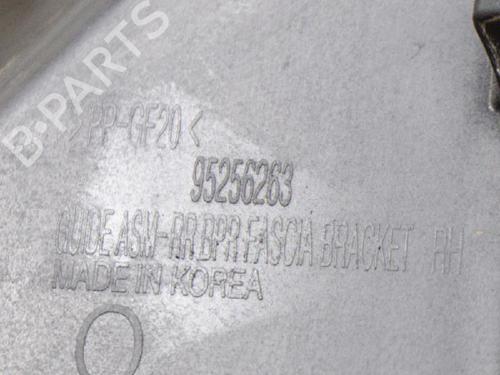 B-PARTS
>PP-GF20<
95256263
GUIDE ASM-RR BPR FASCIA BRACKET RH
MADE IN KOREA